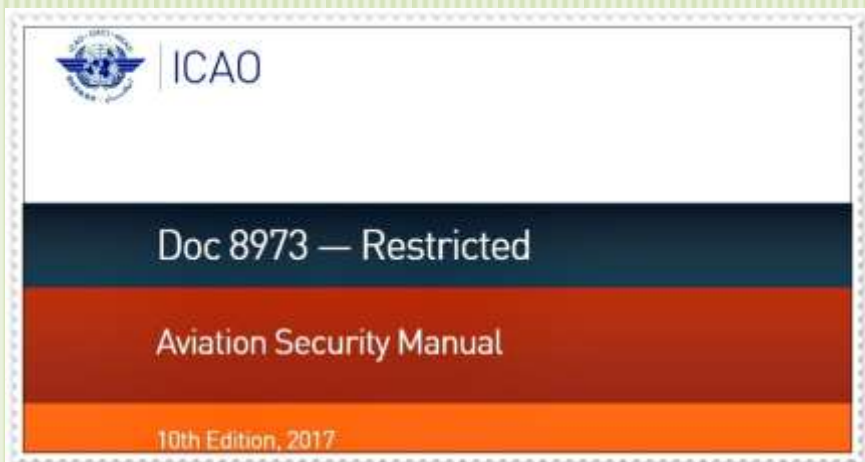 ICAO
Doc 8973 — Restricted
Aviation Security Manual
10th Edition, 2017